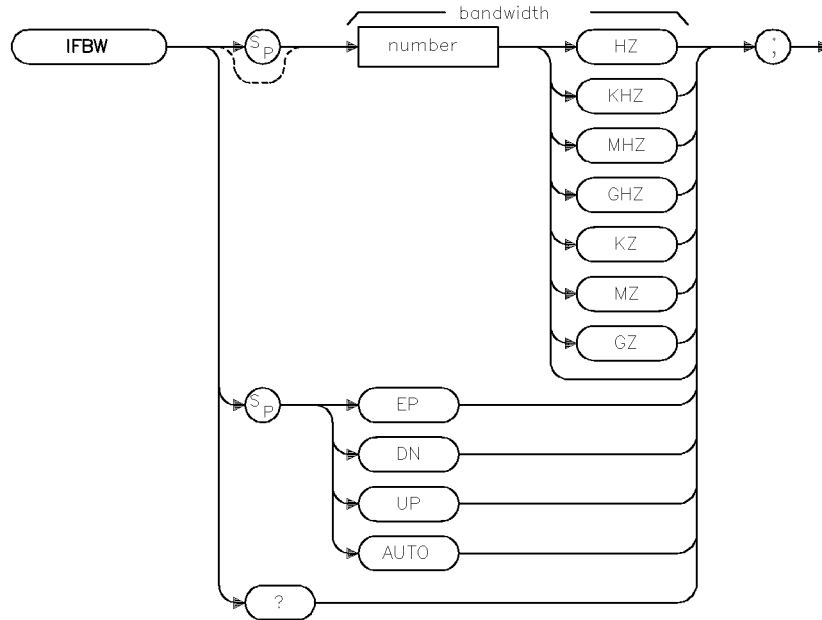 bandwidth
IFBW
SP
number
HZ
;
KHZ
MHZ
GHZ
KZ
MZ
GZ
SP
EP
DN
UP
AUTO
?